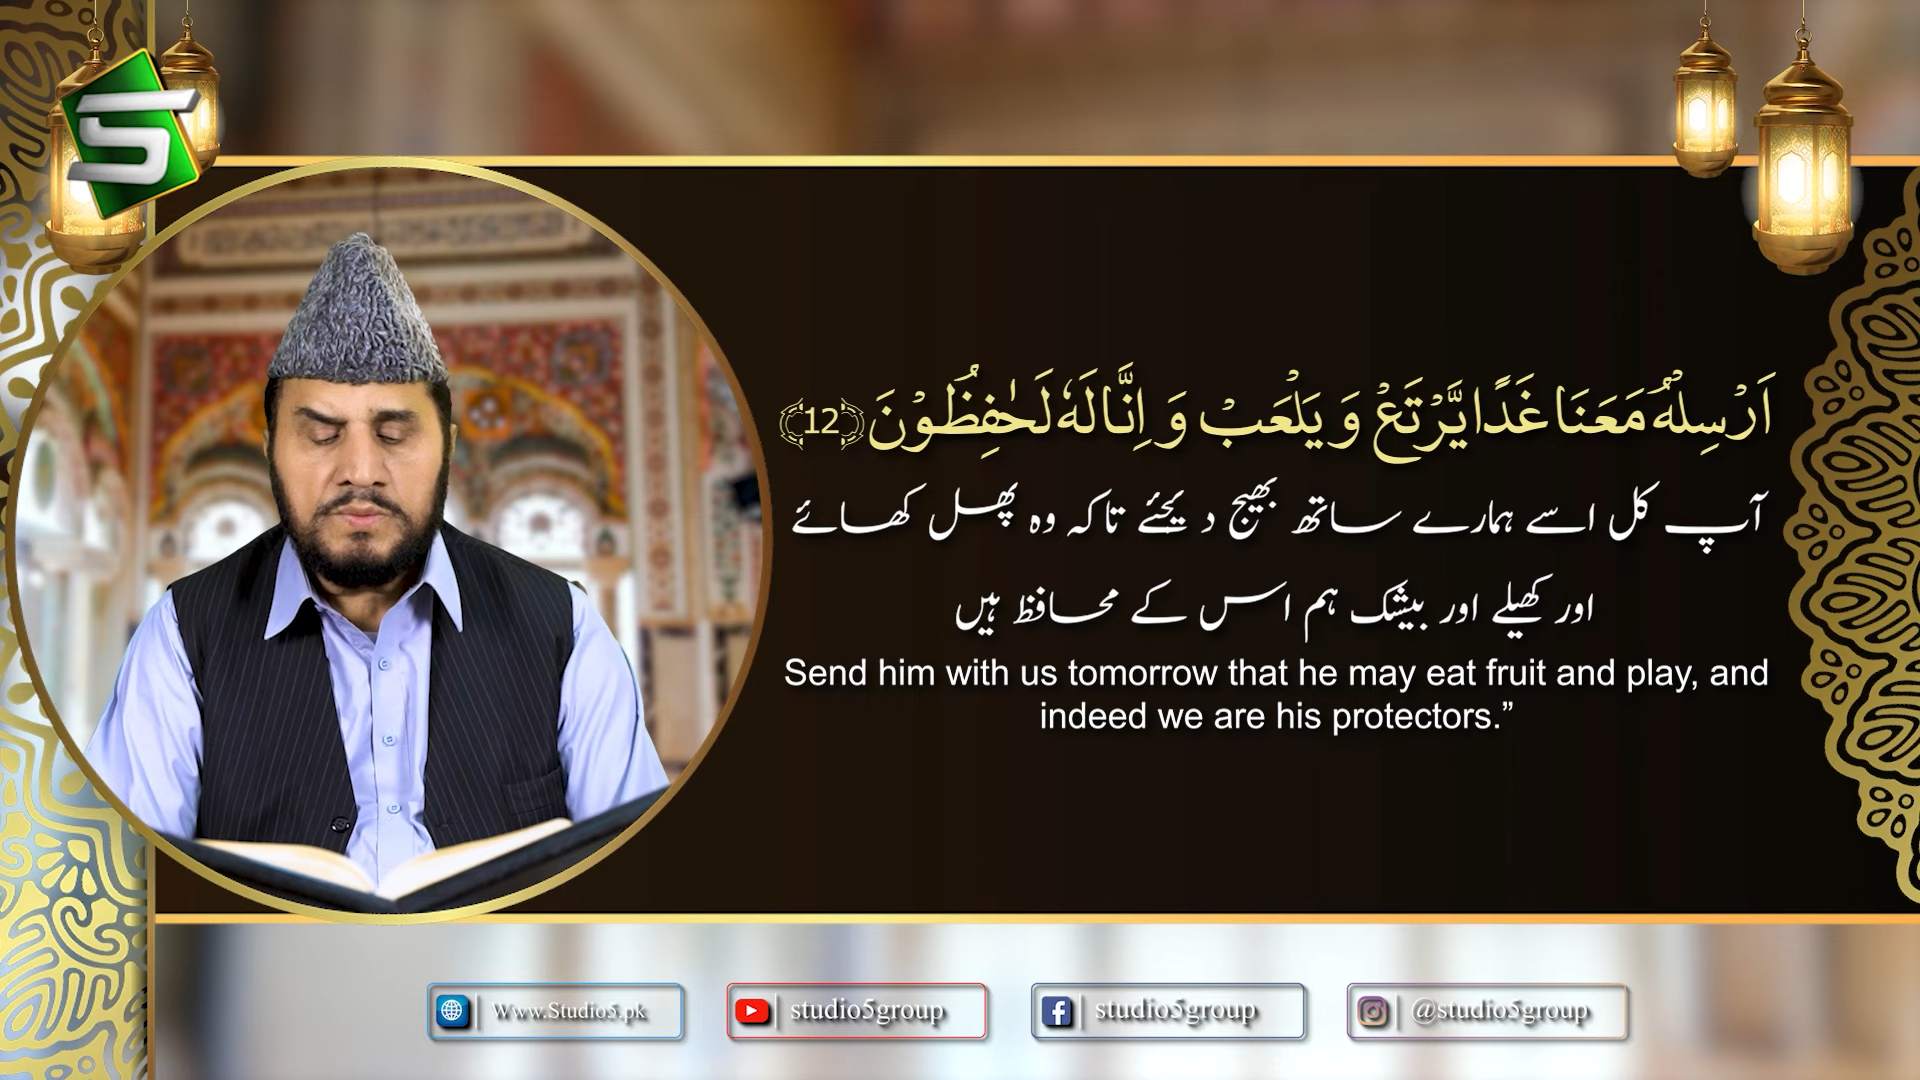 اَرْسِلْهُ مَعَنَا غَدًا يَّرْتَعْ وَ يَلْعَبْ وَ اِنَّا لَهٗ لَحٰفِظُوْنَ ﴿12﴾
آپ کل اسے ہمارے ساتھ بھیج دیجئے تاکہ وہ پھل کھائے
اور کھیلے اور بیشک ہم اس کے محافظ ہیں
Send him with us tomorrow that he may eat fruit and play, and
indeed we are his protectors.”
Www.Studio5.pk
studio5group
studio5group
@studio5group